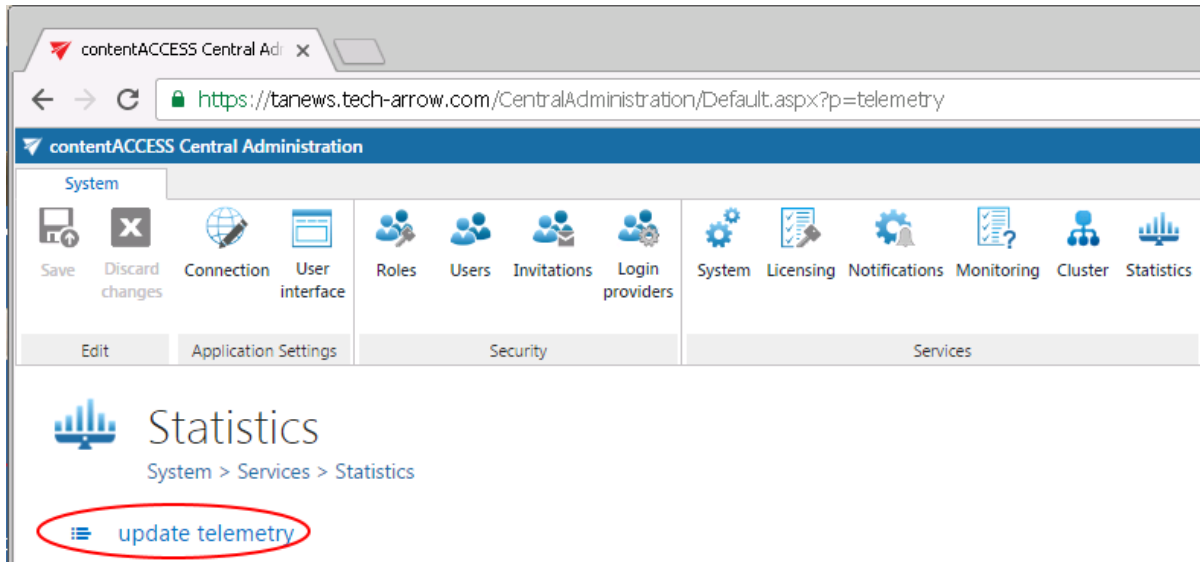 contentACCESS Central Adr
https://tanews.tech-arrow.com/CentralAdministration/Default.aspx?p=telemetry
contentACCESS Central Administration
System
Save
Discard changes
Connection
User interface
Roles
Users
Invitations
Login providers
System
Licensing
Notifications
Monitoring
Cluster
Statistics
Edit
Application Settings
Security
Services
Statistics
System > Services > Statistics
update telemetry